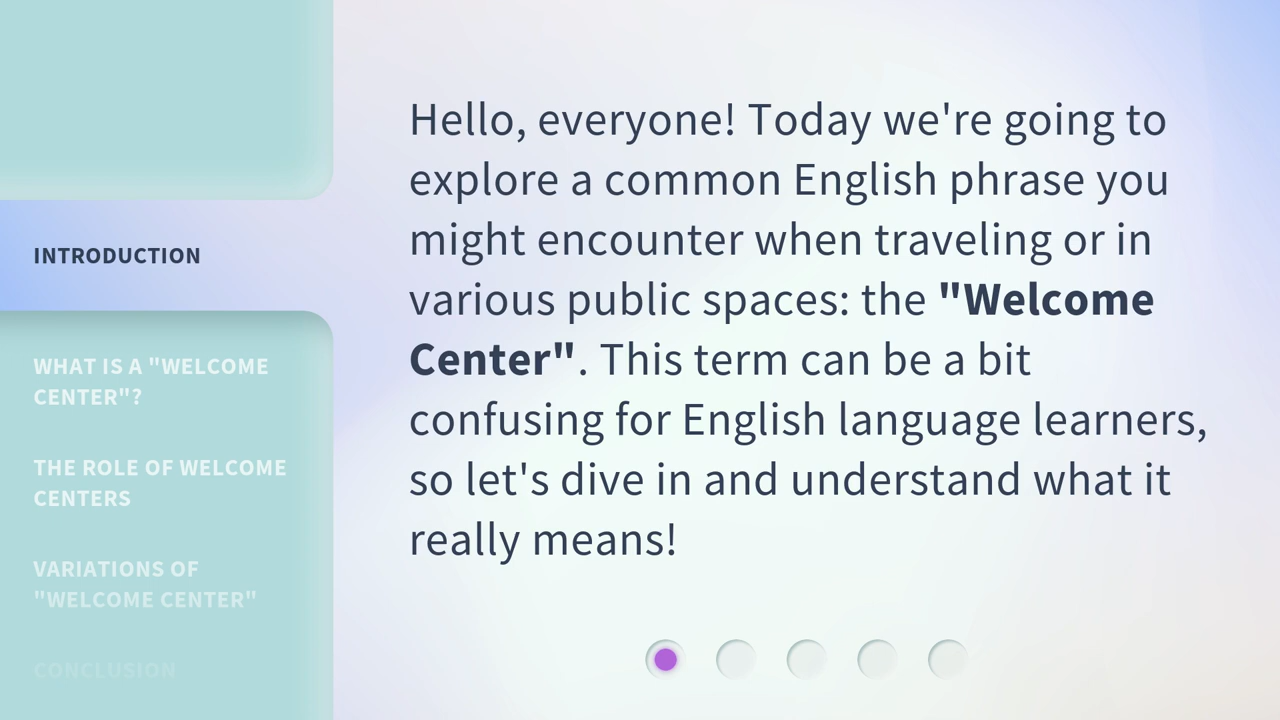 INTRODUCTION
WHAT IS A "WELCOME
CENTER"?
THE ROLE OF WELCOME
CENTERS
VARIATIONS OF
"WELCOME CENTER"
CONCLUSION
Hello, everyone! Today we're going to
explore a common English phrase you
might encounter when traveling or in
various public spaces: the "Welcome
Center". This term can be a bit
confusing for English language learners,
so let's dive in and understand what it
really means!